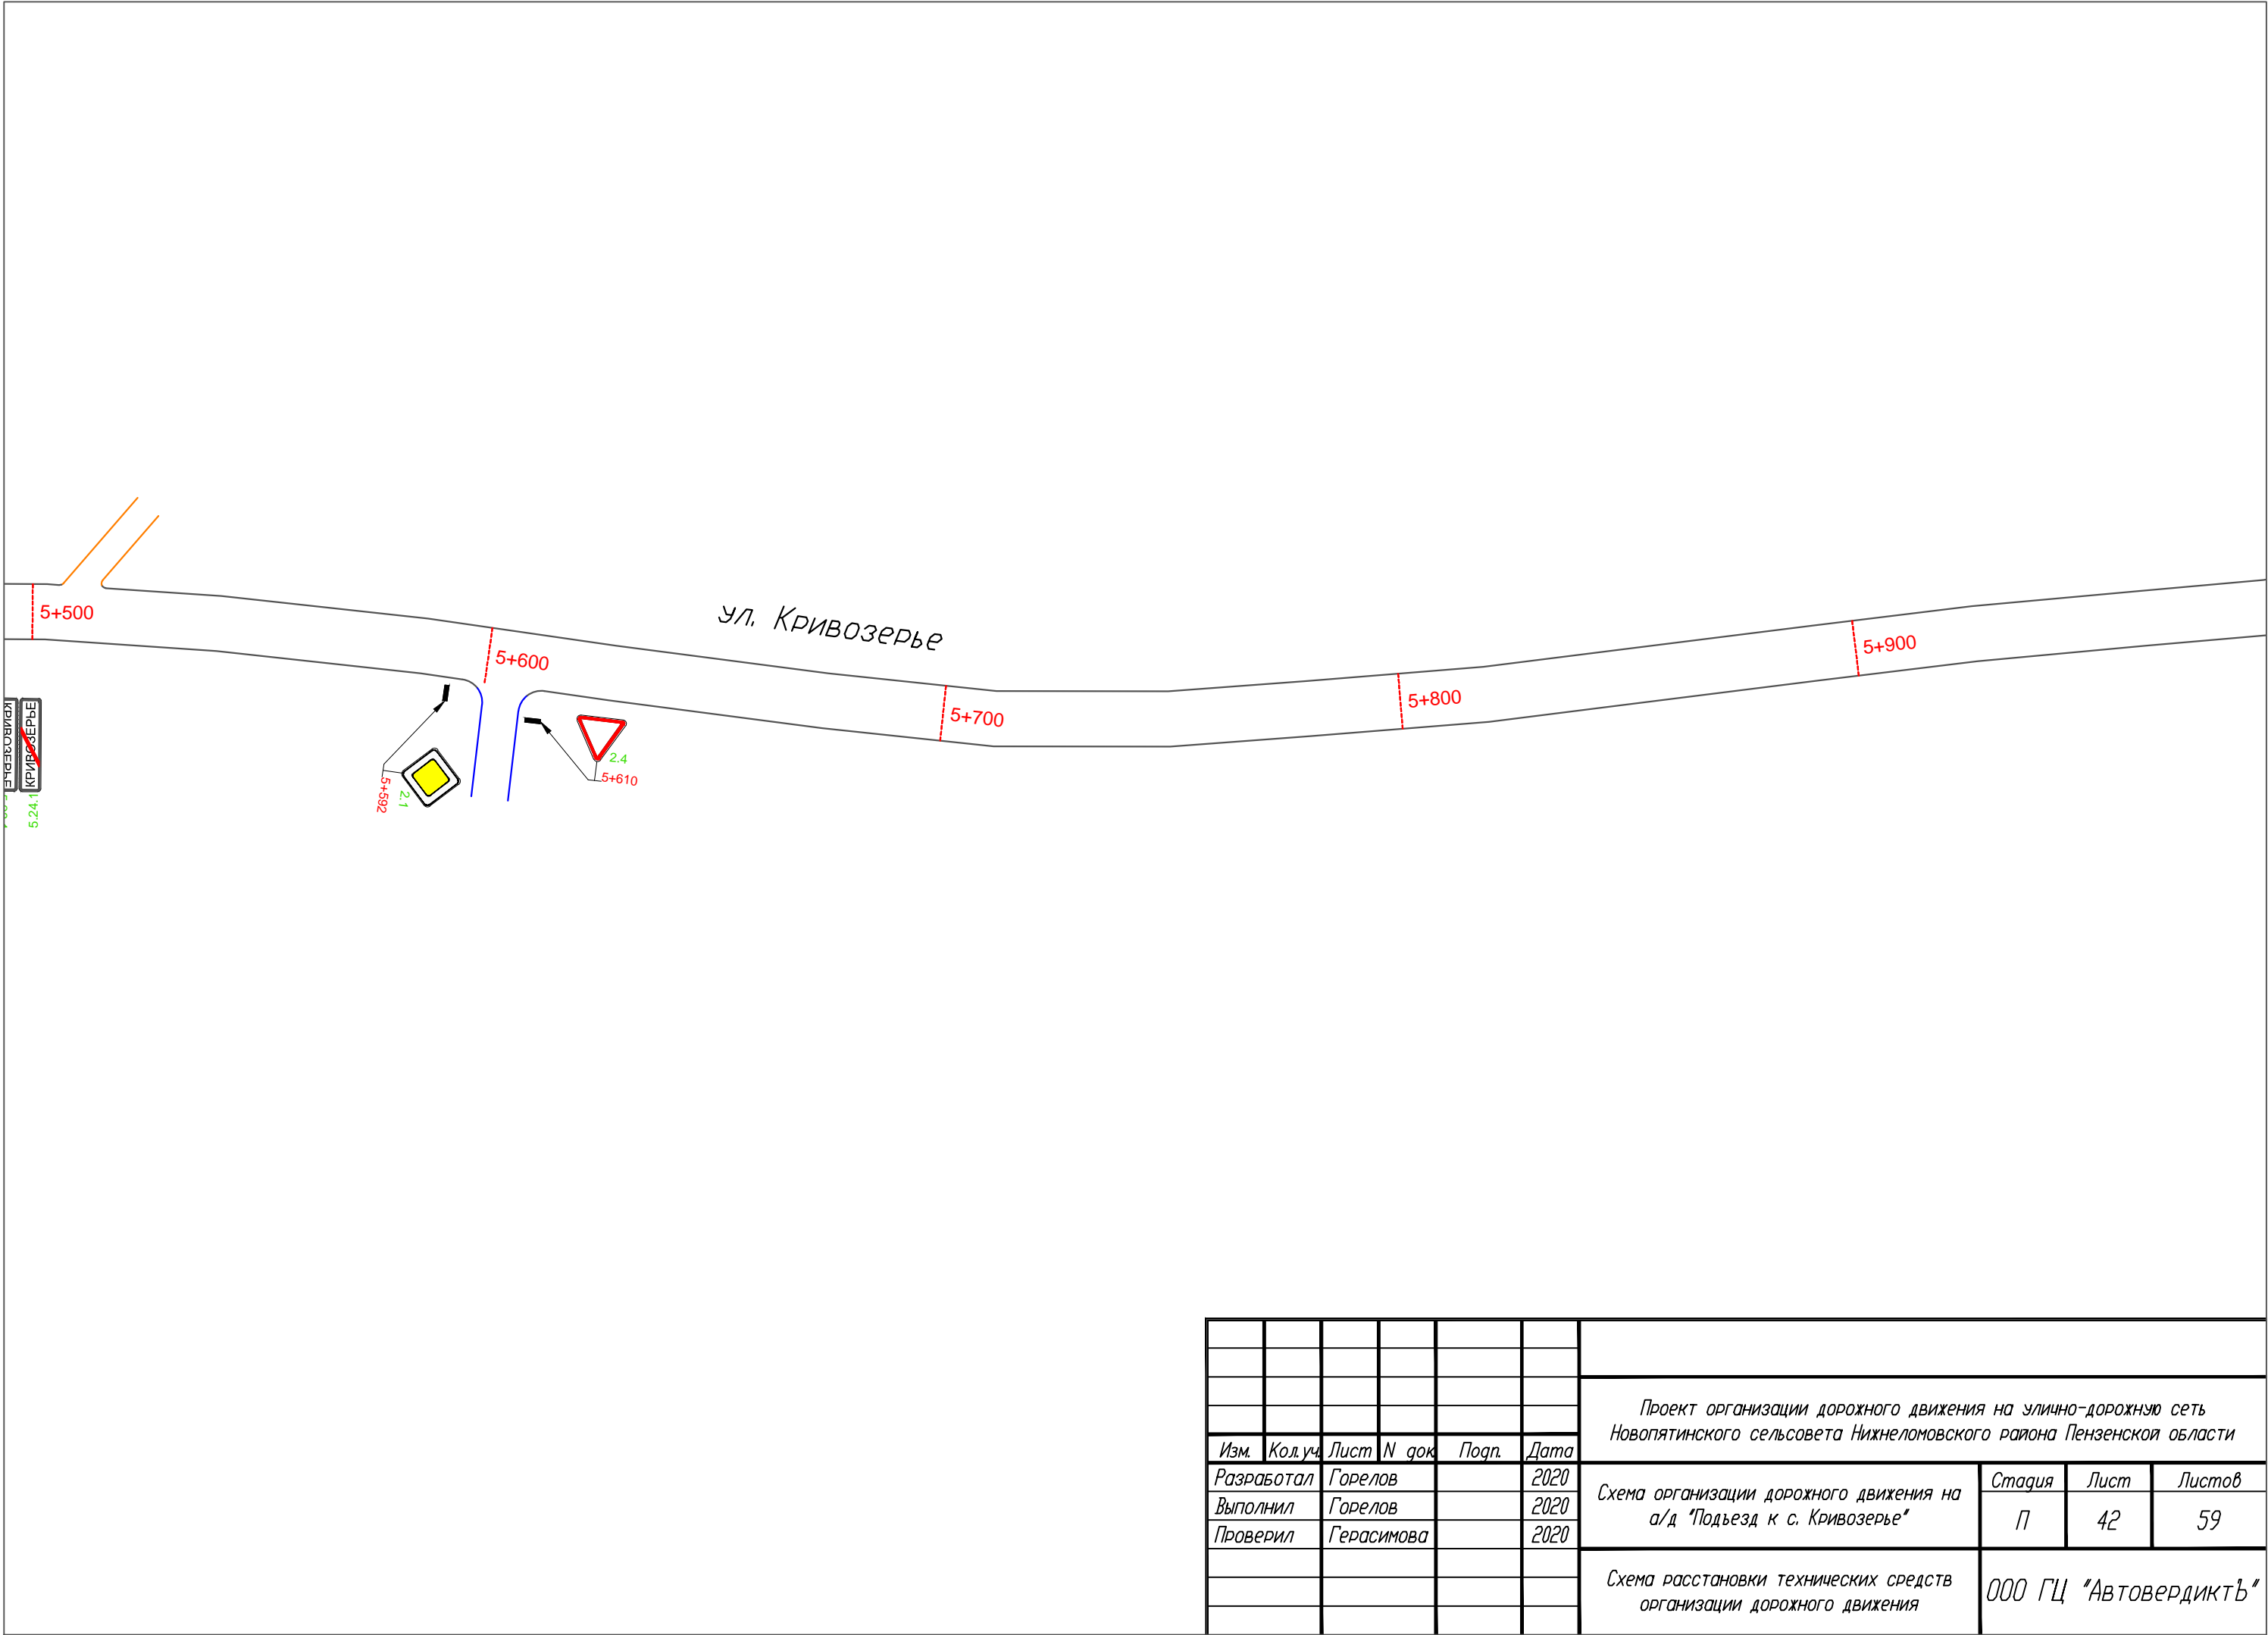 ул. Кривозерье
5+500
5+600
5+700
5+800
5+900
КРИВОЗЕРЬЕ
КРИВОЗЕРЬЕ
5.24.1
5+592
2.1
2.4
5+610
Проект организации дорожного движения на улично-дорожную сеть
Новопятинского сельсовета Нижнеломовского района Пензенской области
Изм. Кол.уч. Лист N док Подп. Дата
Разработал Горелов 2020
Выполнил Горелов 2020
Проверил Герасимова 2020
Схема организации дорожного движения на
а/д "Подъезд к с. Кривозерье"
Стадия Лист Листов
П 42 59
Схема расстановки технических средств
организации дорожного движения
ООО ГЦ "АвтовердиктЪ"